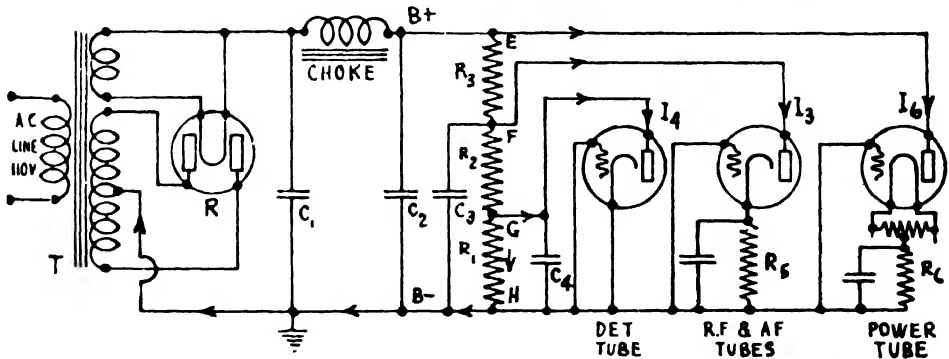 B+
E
CHOKE
R3
A.C
LINE
110V
F
I4
I3
I6
R2
R
C1
C2
C3
G
R1
C4
R5
R6
T
B-
H
DET
TUBE
R.F & AF
TUBES
POWER
TUBE